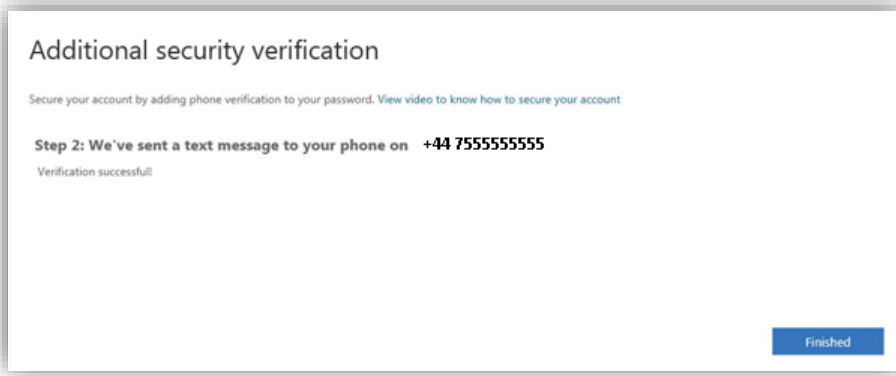 Additional security verification
Secure your account by adding phone verification to your password. View video to know how to secure your account
Step 2: We've sent a text message to your phone on +44 7555555555
Verification successful!
Finished